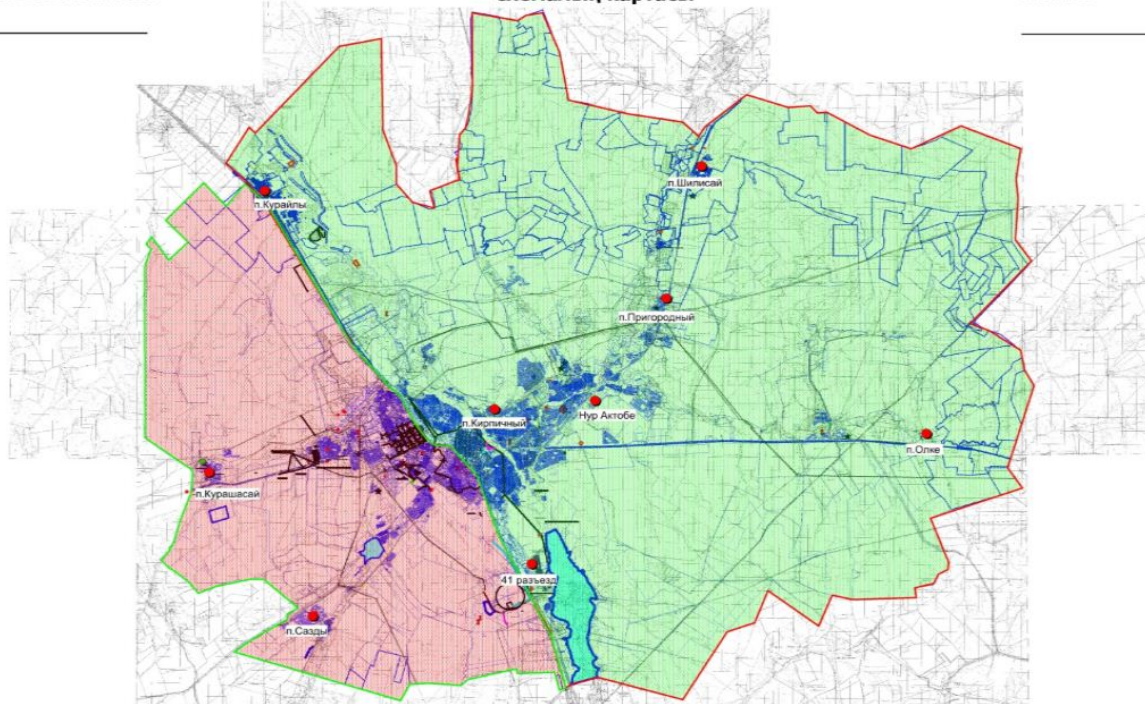 п.Шилисай
п.Курайлы
п.Пригородный
Нур Актобе
п.Кирпичный
п.Олке
п.Курашасай
41 разъезд
п.Сазды